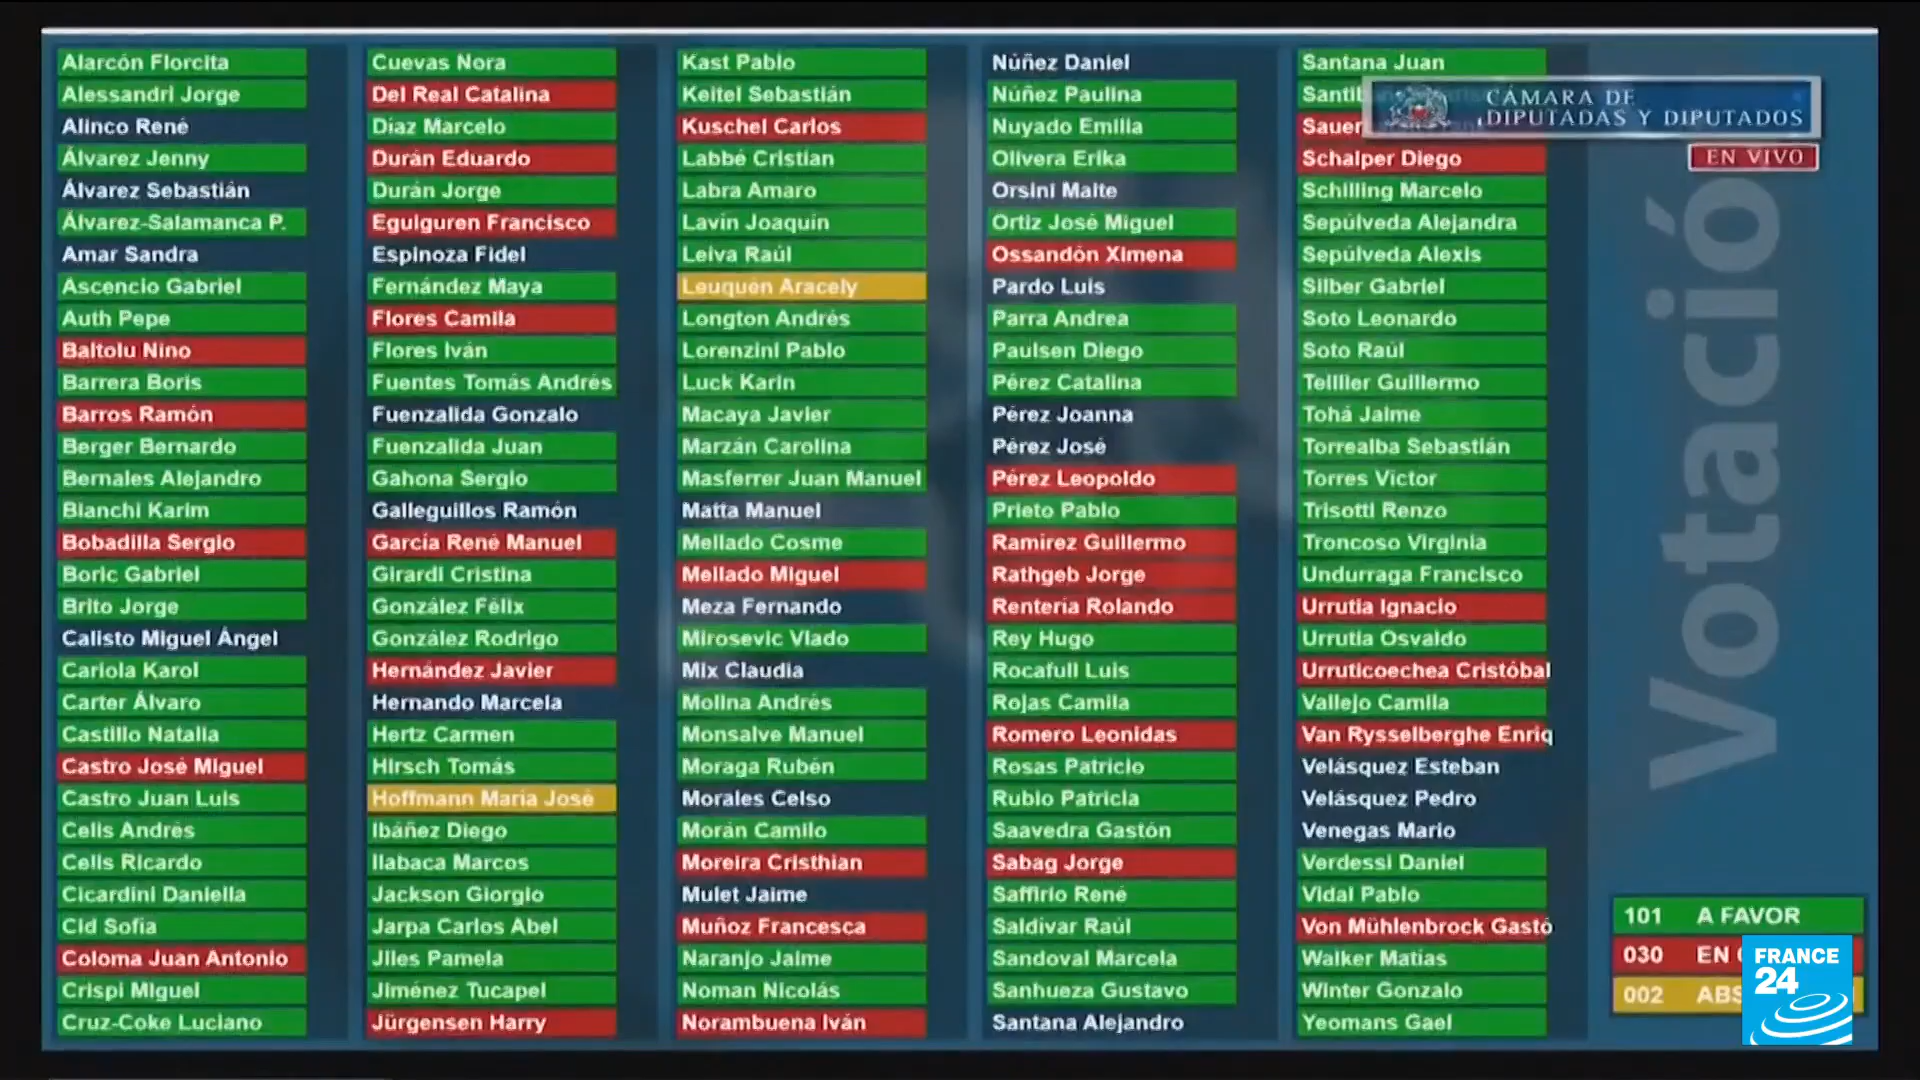 Alarcón Florcita
Alessandri Jorge
Alinco René
Álvarez Jenny
Álvarez Sebastián
Álvarez-Salamanca P.
Amar Sandra
Ascencio Gabriel
Auth Pepe
Baltolu Nino
Barrera Boris
Barros Ramón
Berger Bernardo
Bernales Alejandro
Bianchi Karim
Bobadilla Sergio
Boric Gabriel
Brito Jorge
Calisto Miguel Ángel
Cariola Karol
Carter Álvaro
Castillo Natalia
Castro José Miguel
Castro Juan Luis
Celis Andrés
Celis Ricardo
Cicardini Daniella
Cid Sofía
Coloma Juan Antonio
Crispi Miguel
Cruz-Coke Luciano
Cuevas Nora
Del Real Catalina
Díaz Marcelo
Durán Eduardo
Durán Jorge
Eguiguren Francisco
Espinoza Fidel
Fernández Maya
Flores Camila
Flores Iván
Fuentes Tomás Andrés
Fuenzalida Gonzalo
Fuenzalida Juan
Gahona Sergio
Galleguillos Ramón
García René Manuel
Girardi Cristina
González Félix
González Rodrigo
Hernández Javier
Hernando Marcela
Hertz Carmen
Hirsch Tomás
Hoffmann María José
Ibáñez Diego
Ilabaca Marcos
Jackson Giorgio
Jarpa Carlos Abel
Jiles Pamela
Jiménez Tucapel
Jürgensen Harry
Kast Pablo
Keitel Sebastián
Kuschel Carlos
Labbé Cristian
Labra Amaro
Lavín Joaquín
Leiva Raúl
Leuquén Aracely
Longton Andrés
Lorenzini Pablo
Luck Karin
Macaya Javier
Marzán Carolina
Masferrer Juan Manuel
Matta Manuel
Mellado Cosme
Mellado Miguel
Meza Fernando
Mirosevic Vlado
Mix Claudia
Molina Andrés
Monsalve Manuel
Moraga Rubén
Morales Celso
Morán Camilo
Moreira Cristhian
Mulet Jaime
Muñoz Francesca
Naranjo Jaime
Noman Nicolás
Norambuena Iván
Núñez Daniel
Núñez Paulina
Nuyado Emilia
Olivera Erika
Orsini Maite
Ortiz José Miguel
Ossandón Ximena
Pardo Luis
Parra Andrea
Paulsen Diego
Pérez Catalina
Pérez Joanna
Pérez José
Pérez Leopoldo
Prieto Pablo
Ramírez Guillermo
Rathgeb Jorge
Rentería Rolando
Rey Hugo
Rocafull Luis
Rojas Camila
Romero Leonidas
Rosas Patricio
Rubio Patricia
Saavedra Gastón
Sabag Jorge
Saffirio René
Saldívar Raúl
Sandoval Marcela
Sanhueza Gustavo
Santana Alejandro
Santana Juan
Santi
Sauer
Schalper Diego
Schilling Marcelo
Sepúlveda Alejandra
Sepúlveda Alexis
Silber Gabriel
Soto Leonardo
Soto Raúl
Teillier Guillermo
Tohá Jaime
Torrealba Sebastián
Torres Víctor
Trisotti Renzo
Troncoso Virginia
Undurraga Francisco
Urrutia Ignacio
Urrutia Osvaldo
Urruticoechea Cristóbal
Vallejo Camila
Van Rysselberghe Enriq
Velásquez Esteban
Velásquez Pedro
Venegas Mario
Verdessi Daniel
Vidal Pablo
Von Mühlenbrock Gastó
Walker Matías
Winter Gonzalo
Yeomans Gael
CÁMARA DE
DIPUTADAS Y DIPUTADOS
EN VIVO
Votació
101 A FAVOR
030 EN
002 ABS
FRANCE
24